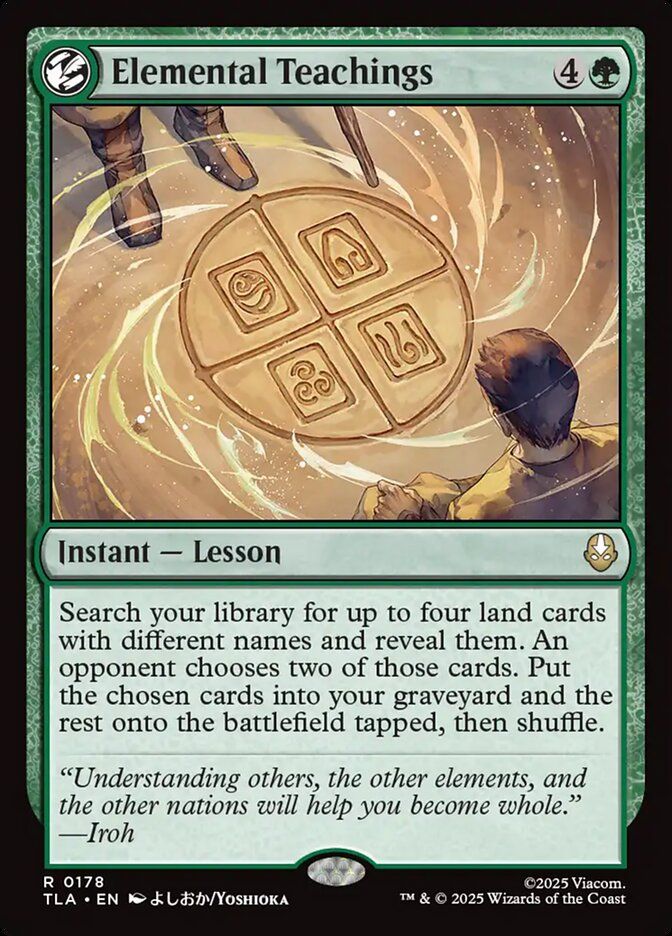 Elemental Teachings 4
Instant — Lesson
Search your library for up to four land cards
with different names and reveal them. An
opponent chooses two of those cards. Put
the chosen cards into your graveyard and the
rest onto the battlefield tapped, then shuffle.
“Understanding others, the other elements, and
the other nations will help you become whole.”
—Iroh
R 0178
TLA • EN よしおか/Yoshioka
©2025 Viacom.
™ & © 2025 Wizards of the Coast